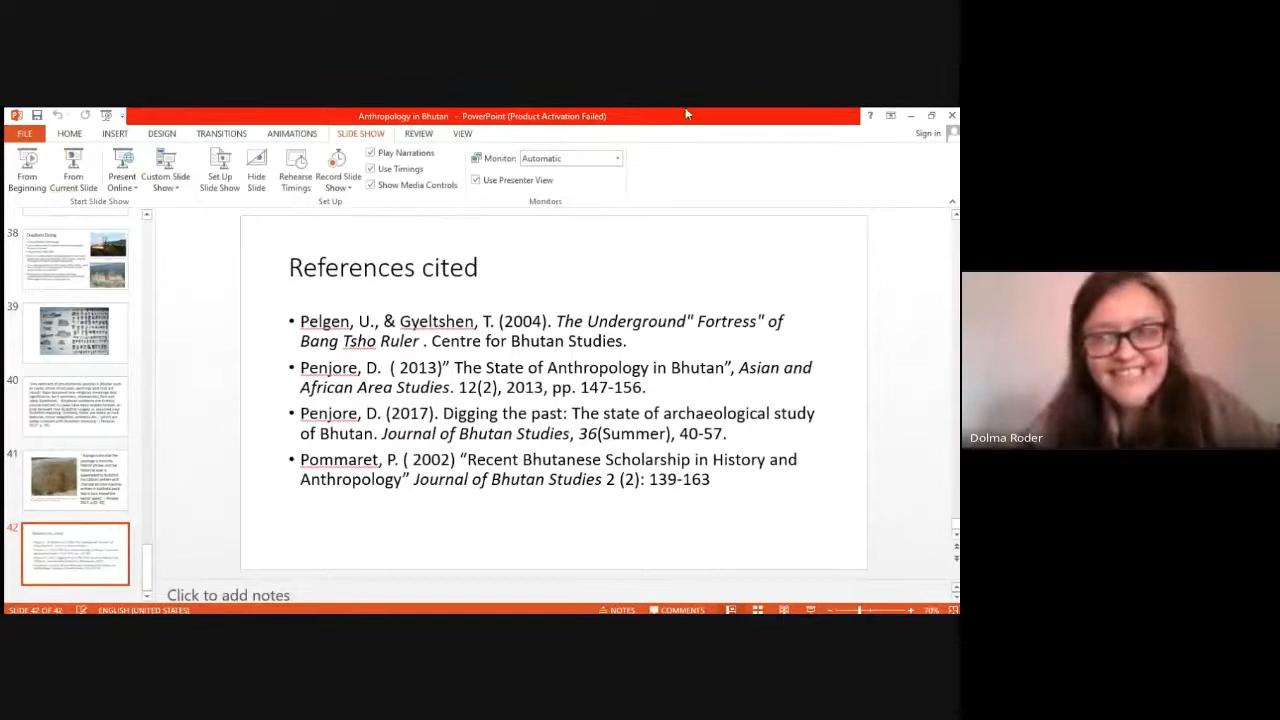 Anthropology in Bhutan - PowerPoint (Product Activation Failed)
FILE HOME INSERT DESIGN TRANSITIONS ANIMATIONS SLIDE SHOW REVIEW VIEW Sign in
From Beginning
From Current Slide
Present Online
Custom Slide Show
Set Up Slide Show
Hide Slide
Rehearse Timings
Record Slide Show
Play Narrations
Use Timings
Show Media Controls
Monitor: Automatic
Use Presenter View
Start Slide Show Set Up Monitors
38
39
40
41
42
References cited
• Pelgen, U., & Gyeltshen, T. (2004). The Underground" Fortress" of
Bang Tsho Ruler . Centre for Bhutan Studies.
• Penjore, D. ( 2013)” The State of Anthropology in Bhutan”, Asian and
African Area Studies. 12(2), 2013, pp. 147-156.
• Penjore, D. (2017). Digging the past: The state of archaeological study
of Bhutan. Journal of Bhutan Studies, 36(Summer), 40-57.
• Pommaret, P. ( 2002) “Recent Bhutanese Scholarship in History and
Anthropology” Journal of Bhutan Studies 2 (2): 139-163
Click to add notes
SLIDE 42 OF 42 ENGLISH (UNITED STATES) NOTES COMMENTS 70%
Dolma Roder